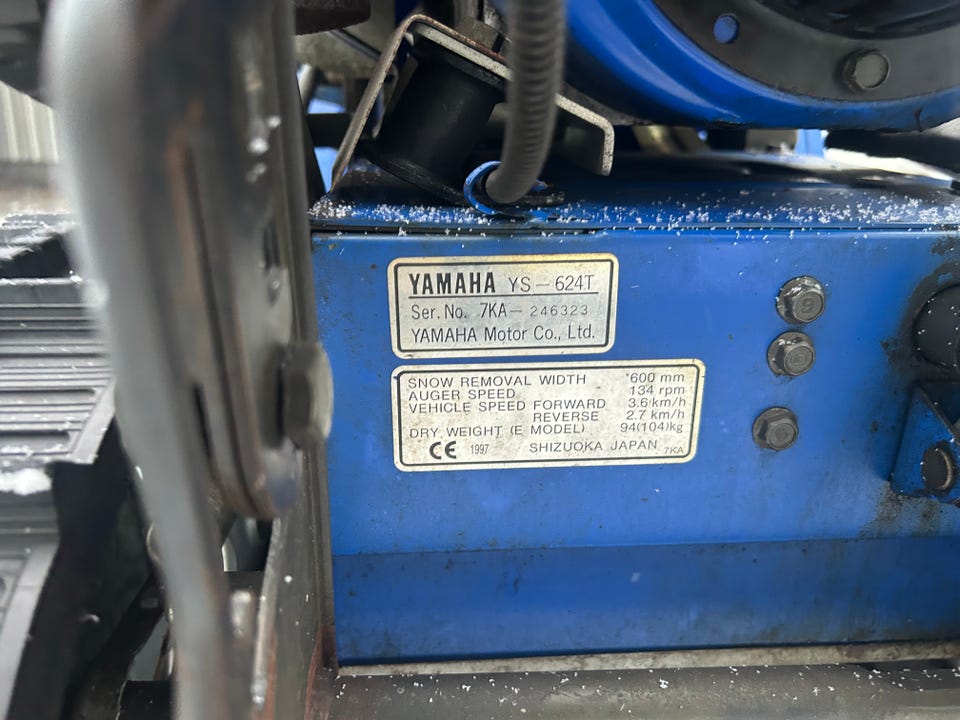 YAMAHA YS-624T
Ser. No. 7KA-246323
YAMAHA Motor Co., Ltd.
SNOW REMOVAL WIDTH 600 mm
AUGER SPEED 134 rpm
VEHICLE SPEED FORWARD 3.6 km/h
REVERSE 2.7 km/h
DRY WEIGHT (E MODEL) 94(104)kg
CE 1997 SHIZUOKA JAPAN 7KA